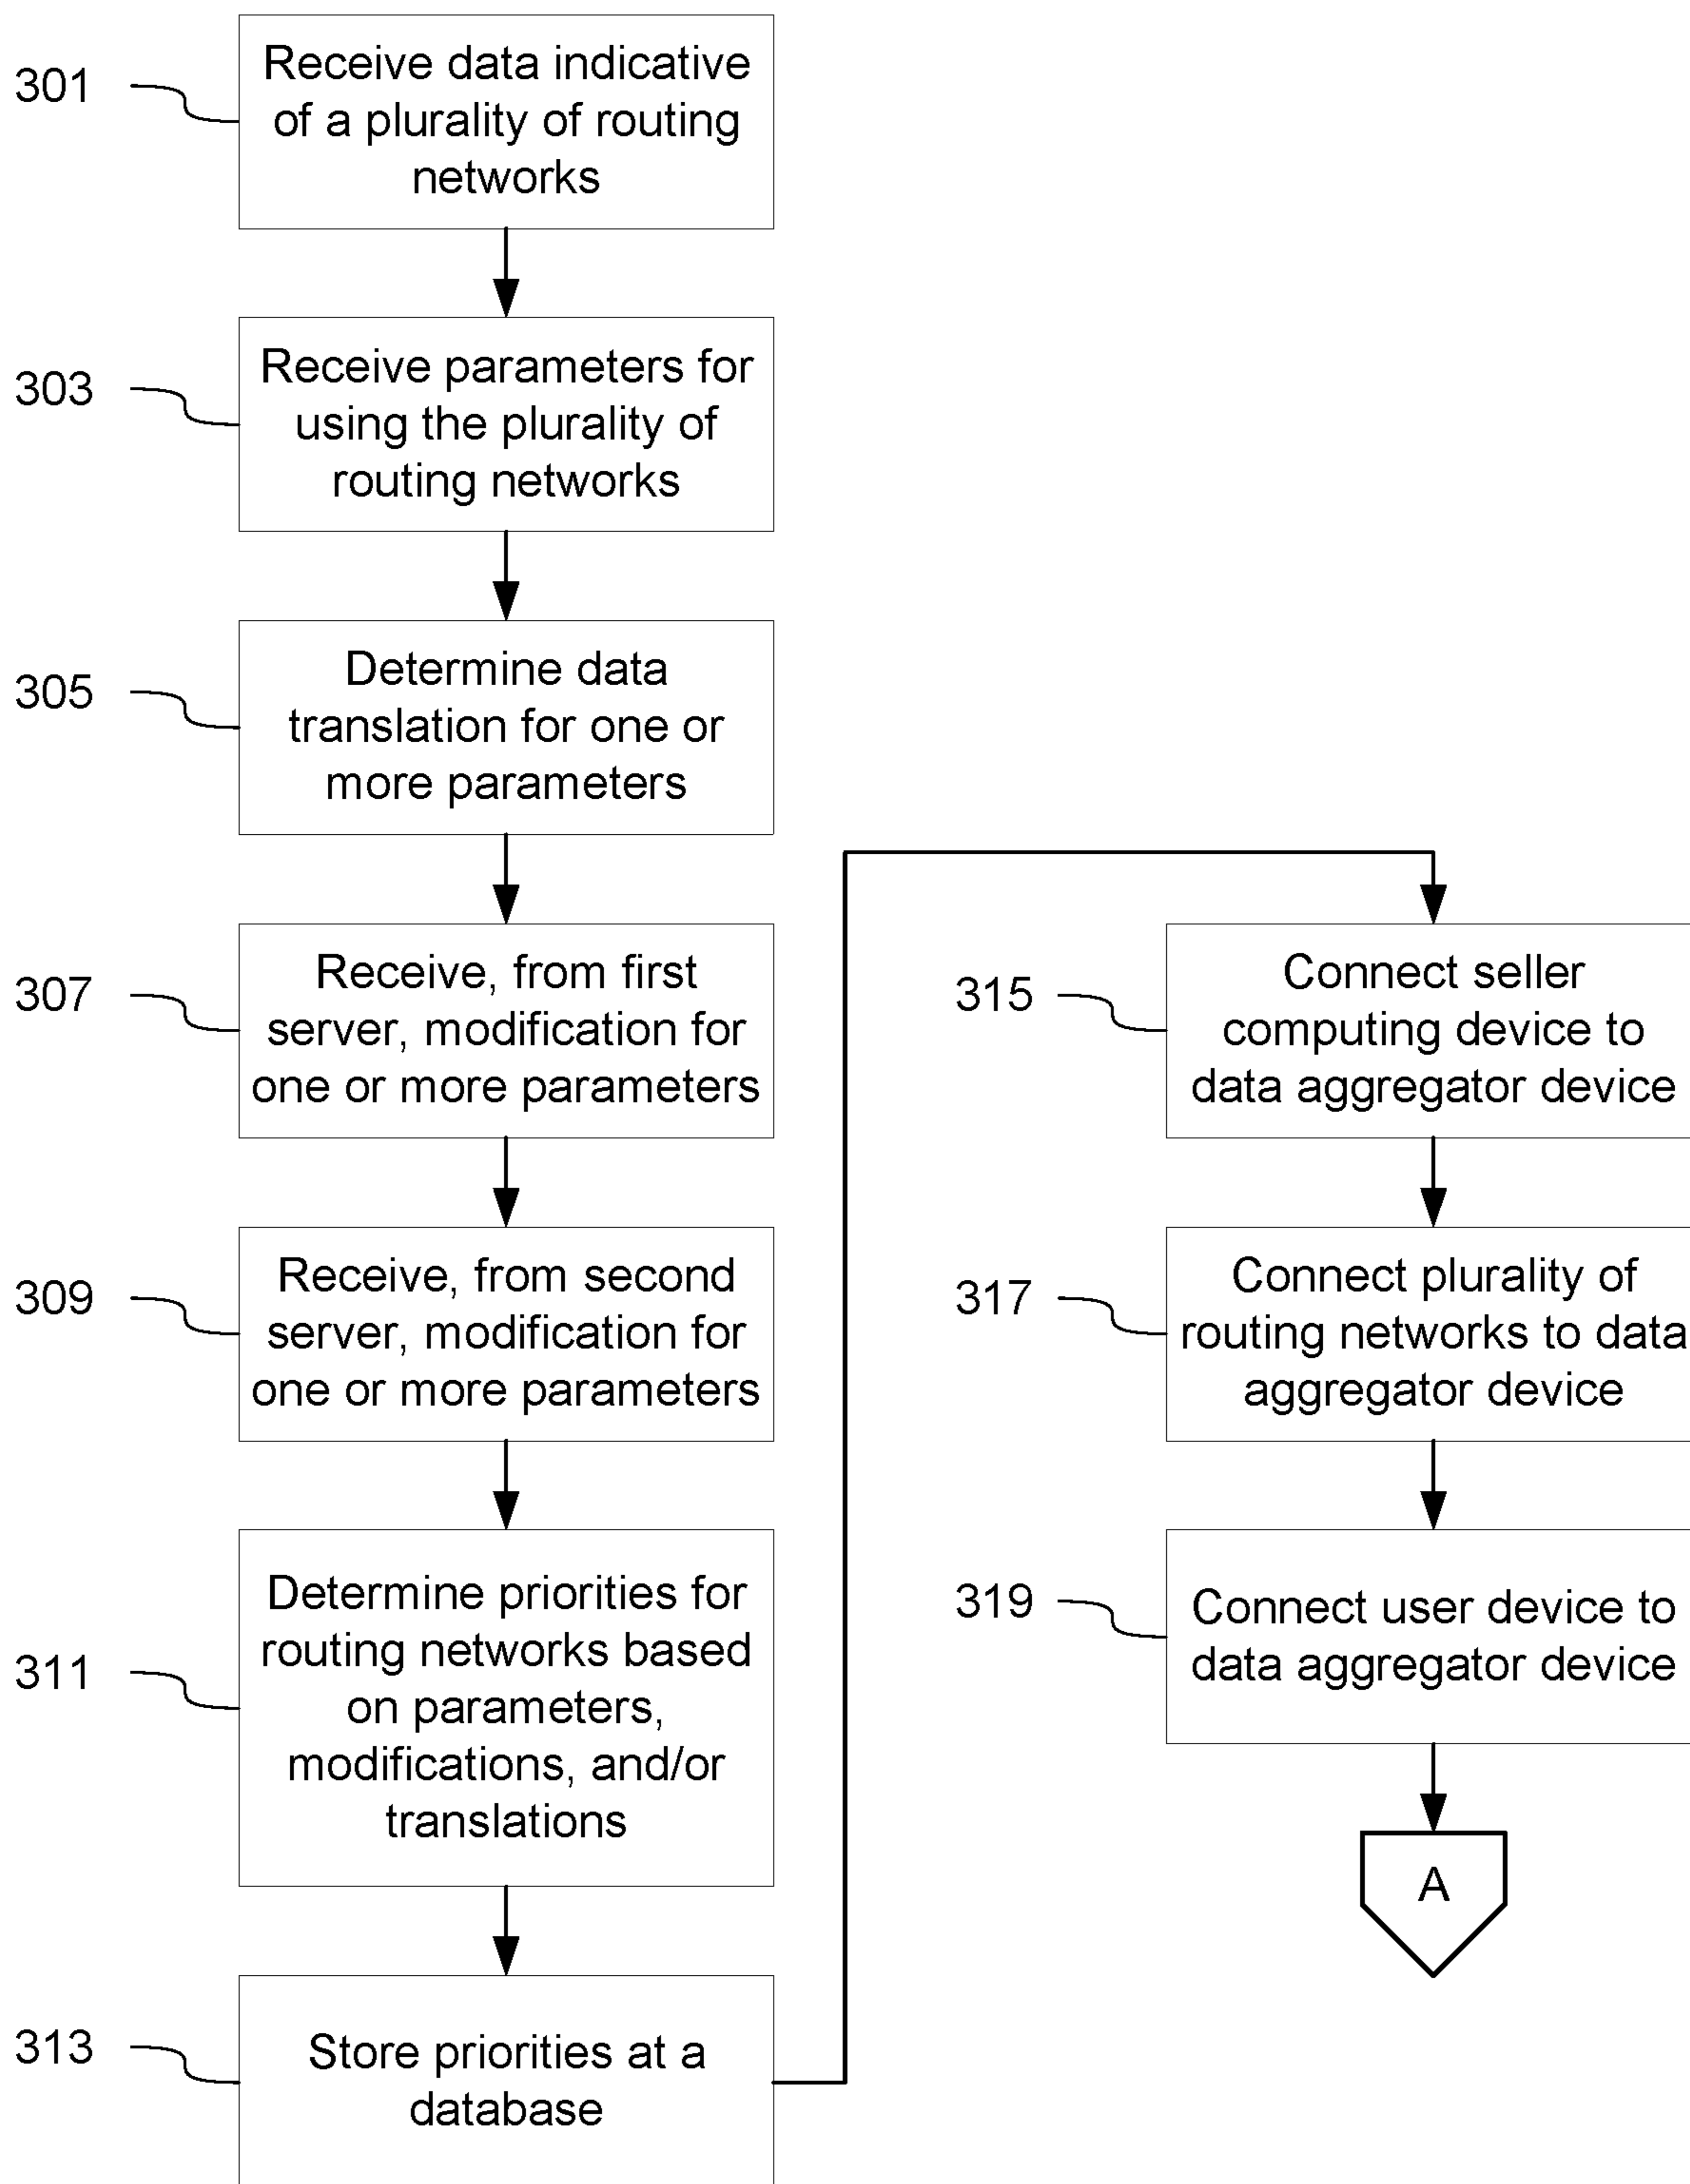 301
Receive data indicative
of a plurality of routing
networks
303
Receive parameters for
using the plurality of
routing networks
305
Determine data
translation for one or
more parameters
307
Receive, from first
server, modification for
one or more parameters
309
Receive, from second
server, modification for
one or more parameters
311
Determine priorities for
routing networks based
on parameters,
modifications, and/or
translations
313
Store priorities at a
database
315
Connect seller
computing device to
data aggregator device
317
Connect plurality of
routing networks to data
aggregator device
319
Connect user device to
data aggregator device
A